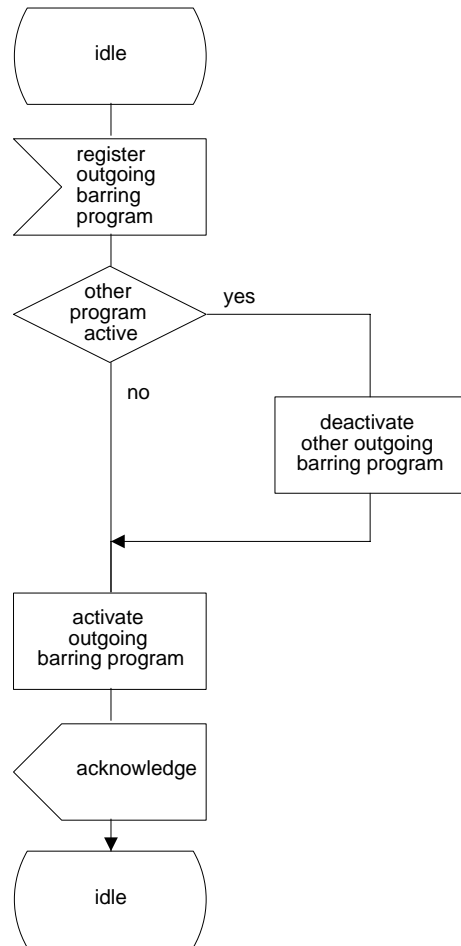 idle
register
outgoing
barring
program
other
program
active
yes
no
deactivate
other outgoing
barring program
activate
outgoing
barring program
acknowledge
idle